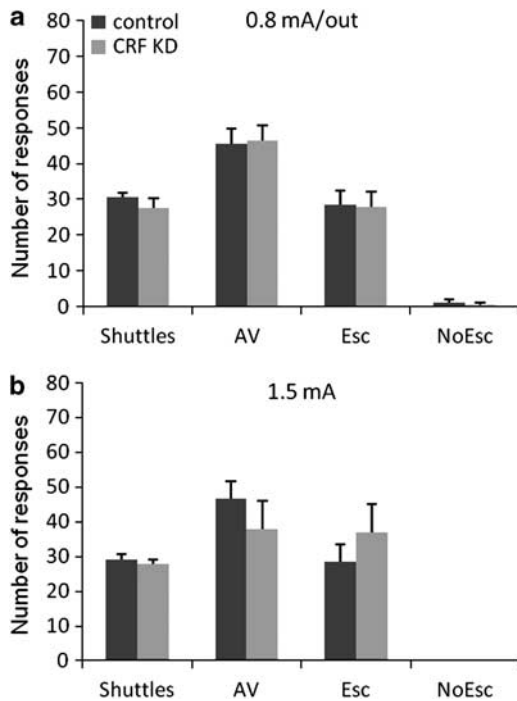 a
control
CRF KD
0.8 mA/out
Number of responses
80
70
60
50
40
30
20
10
0
Shuttles AV Esc NoEsc
b
1.5 mA
Number of responses
80
70
60
50
40
30
20
10
0
Shuttles AV Esc NoEsc